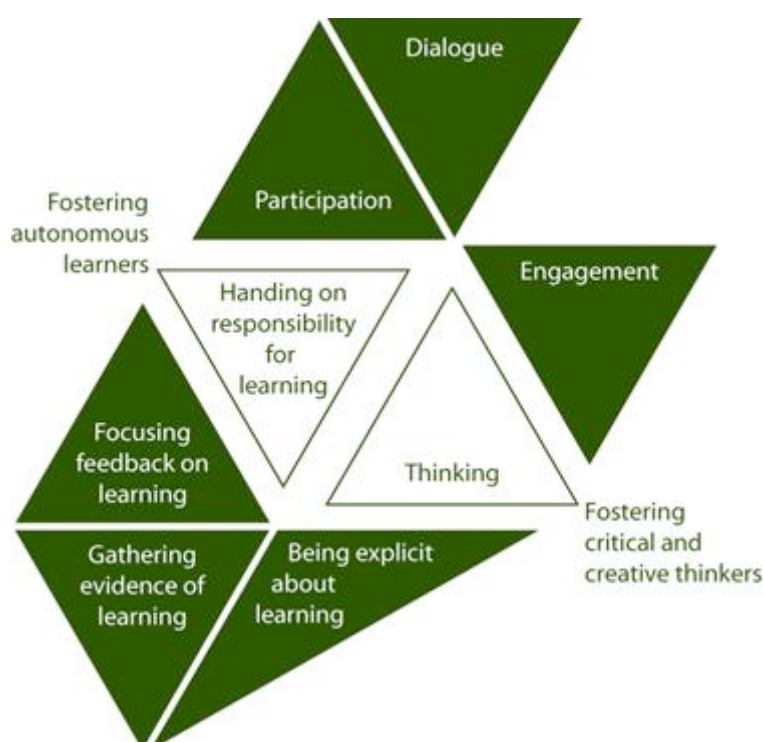 Dialogue
Participation
Fostering
autonomous
learners
Engagement
Handing on
responsibility
for
learning
Focusing
feedback on
learning
Thinking
Fostering
critical and
creative thinkers
Gathering
evidence of
learning
Being explicit
about
learning